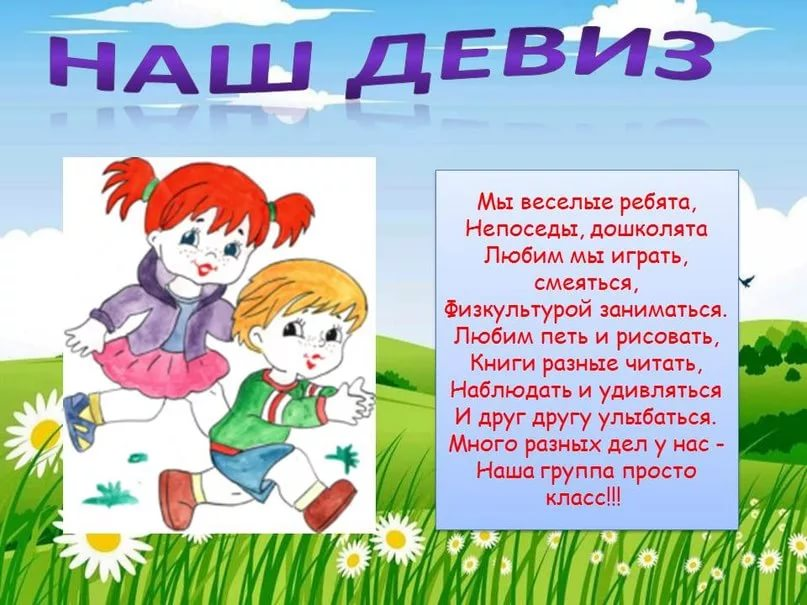 НАШ ДЕВИЗ
Мы веселые ребята,
Непоседы, дошколята
Любим мы играть,
смеяться,
Физкультурой заниматься.
Любим петь и рисовать,
Книги разные читать,
Наблюдать и удивляться
И друг другу улыбаться.
Много разных дел у нас -
Наша группа просто
класс!!!